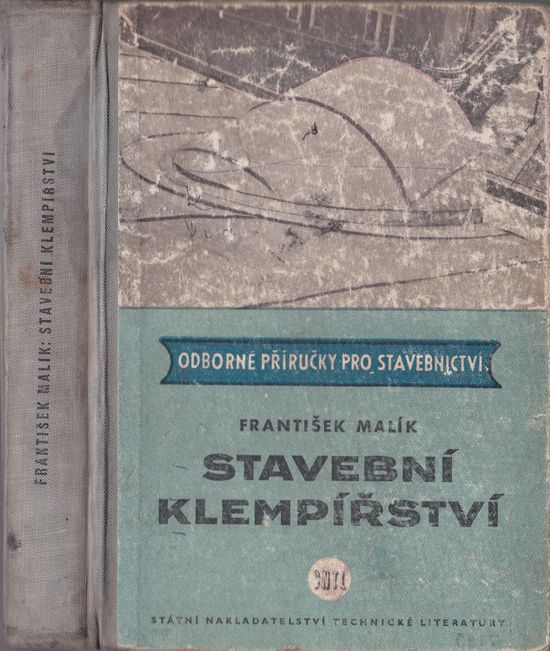 FRANTIŠEK MALÍK: STAVEBNÍ KLEMPÍŘSTVÍ
ODBORNÉ PŘÍRUČKY PRO STAVEBNICTVÍ
FRANTIŠEK MALÍK
STAVEBNÍ
KLEMPÍŘSTVÍ
SNTL
STÁTNÍ NAKLADATELSTVÍ TECHNICKÉ LITERATURY